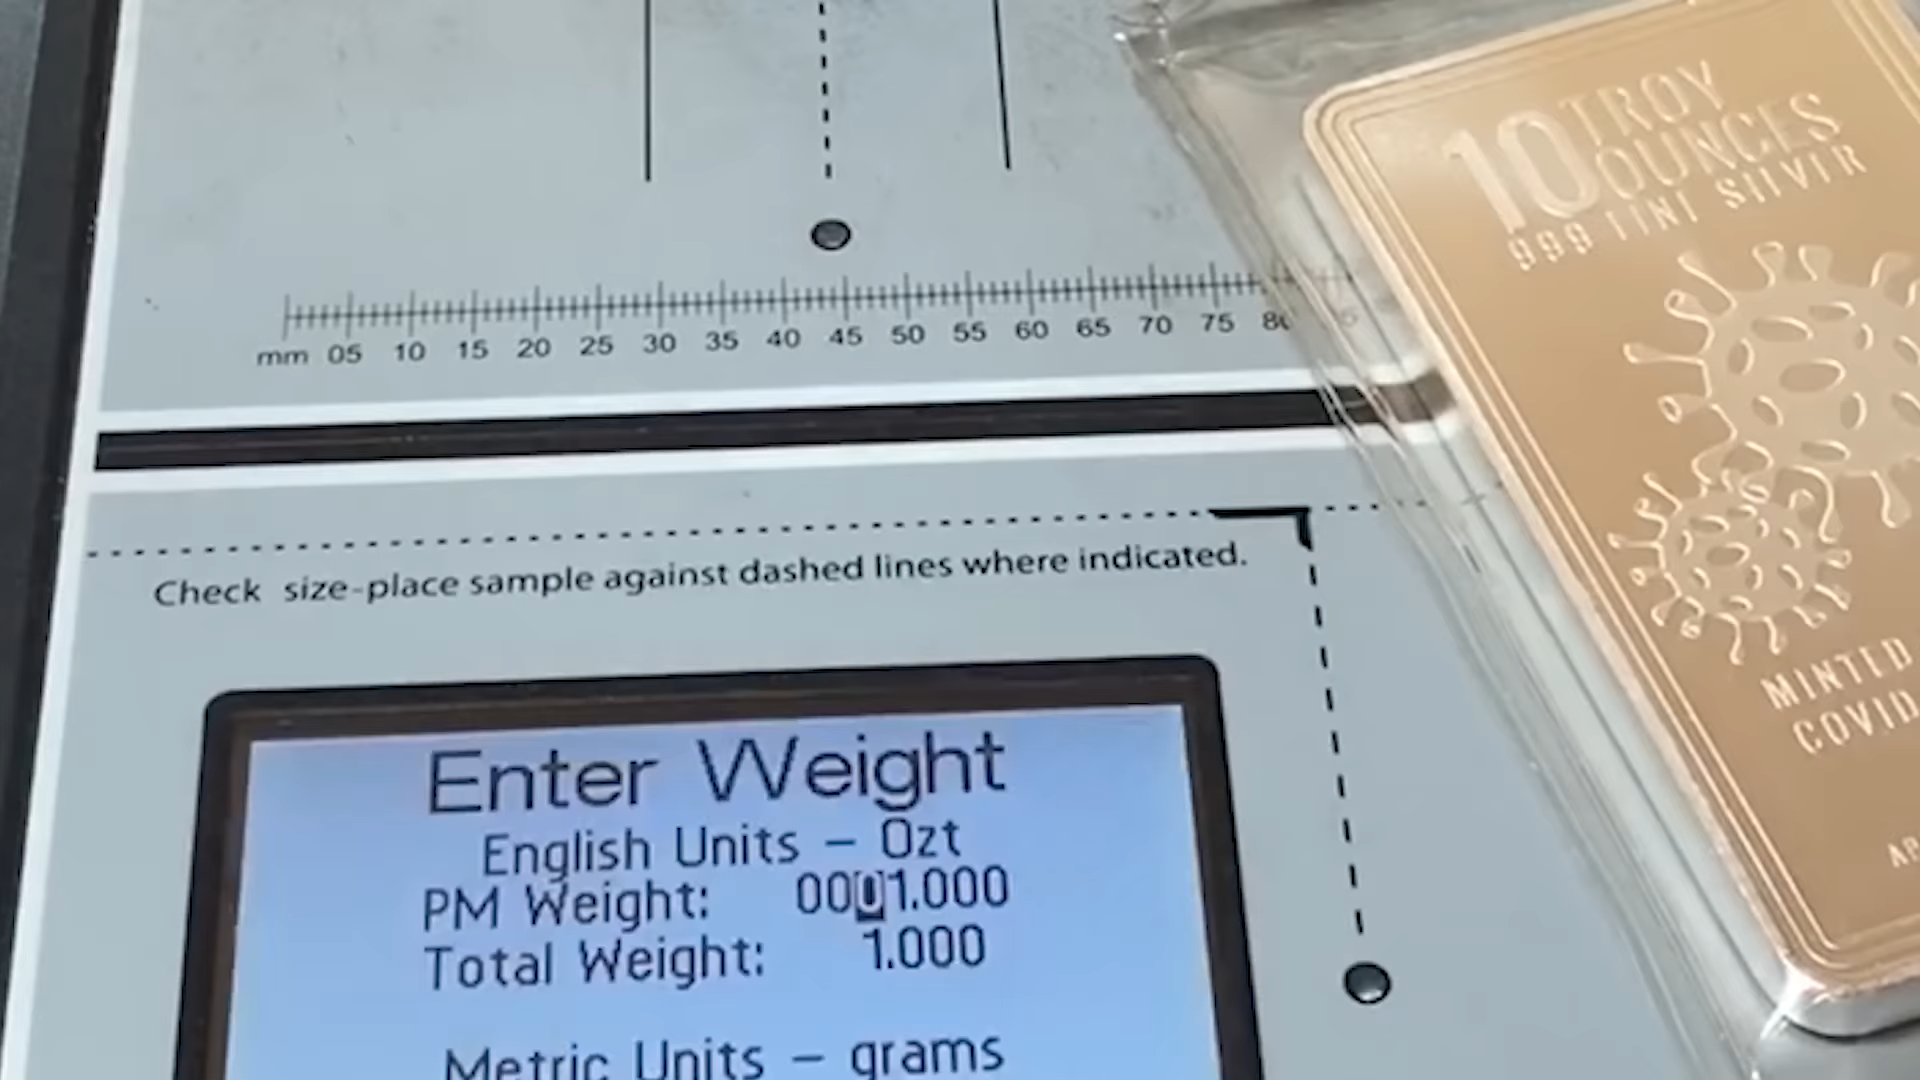 10 TROY
OUNCES
999 FINE SILVER
mm 05 10 15 20 25 30 35 40 45 50 55 60 65 70 75
Check size-place sample against dashed lines where indicated.
MINTED
COVID
Enter Weight
English Units – Ozt
PM Weight: 0001.000
Total Weight: 1.000
Metric Units – grams